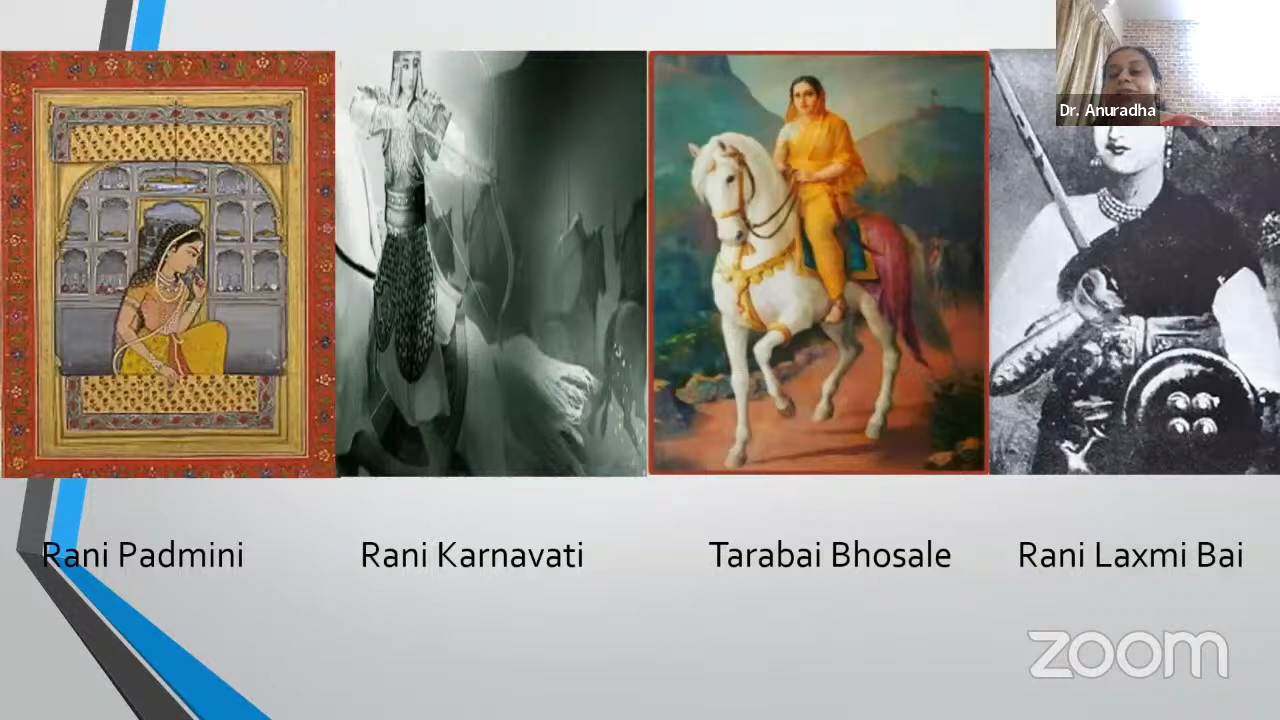 Dr. Anuradha
Rani Padmini
Rani Karnavati
Tarabai Bhosale
Rani Laxmi Bai
zoom